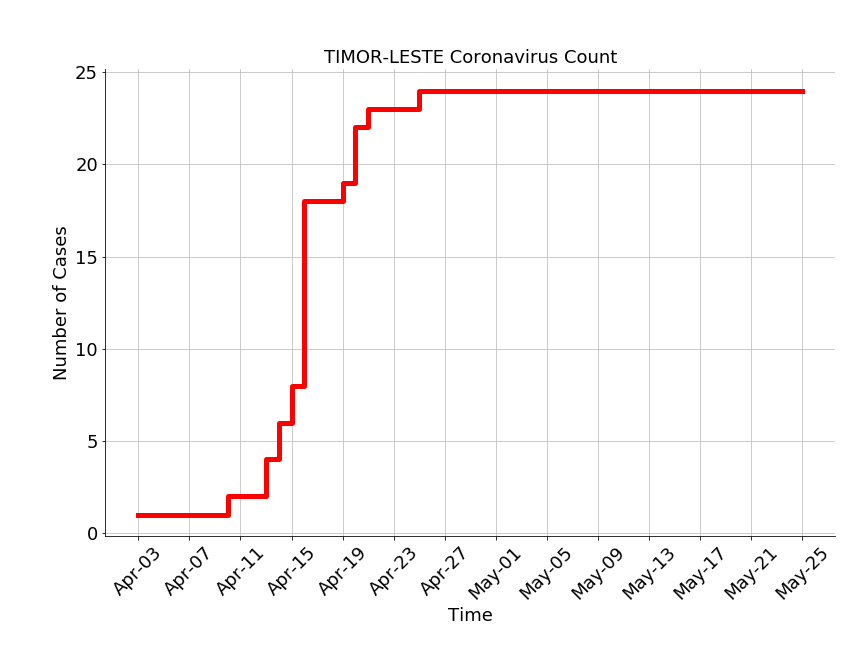 TIMOR-LESTE Coronavirus Count
Number of Cases
25
20
15
10
5
0
Apr-03
Apr-07
Apr-11
Apr-15
Apr-19
Apr-23
Apr-27
May-01
May-05
May-09
May-13
May-17
May-21
May-25
Time